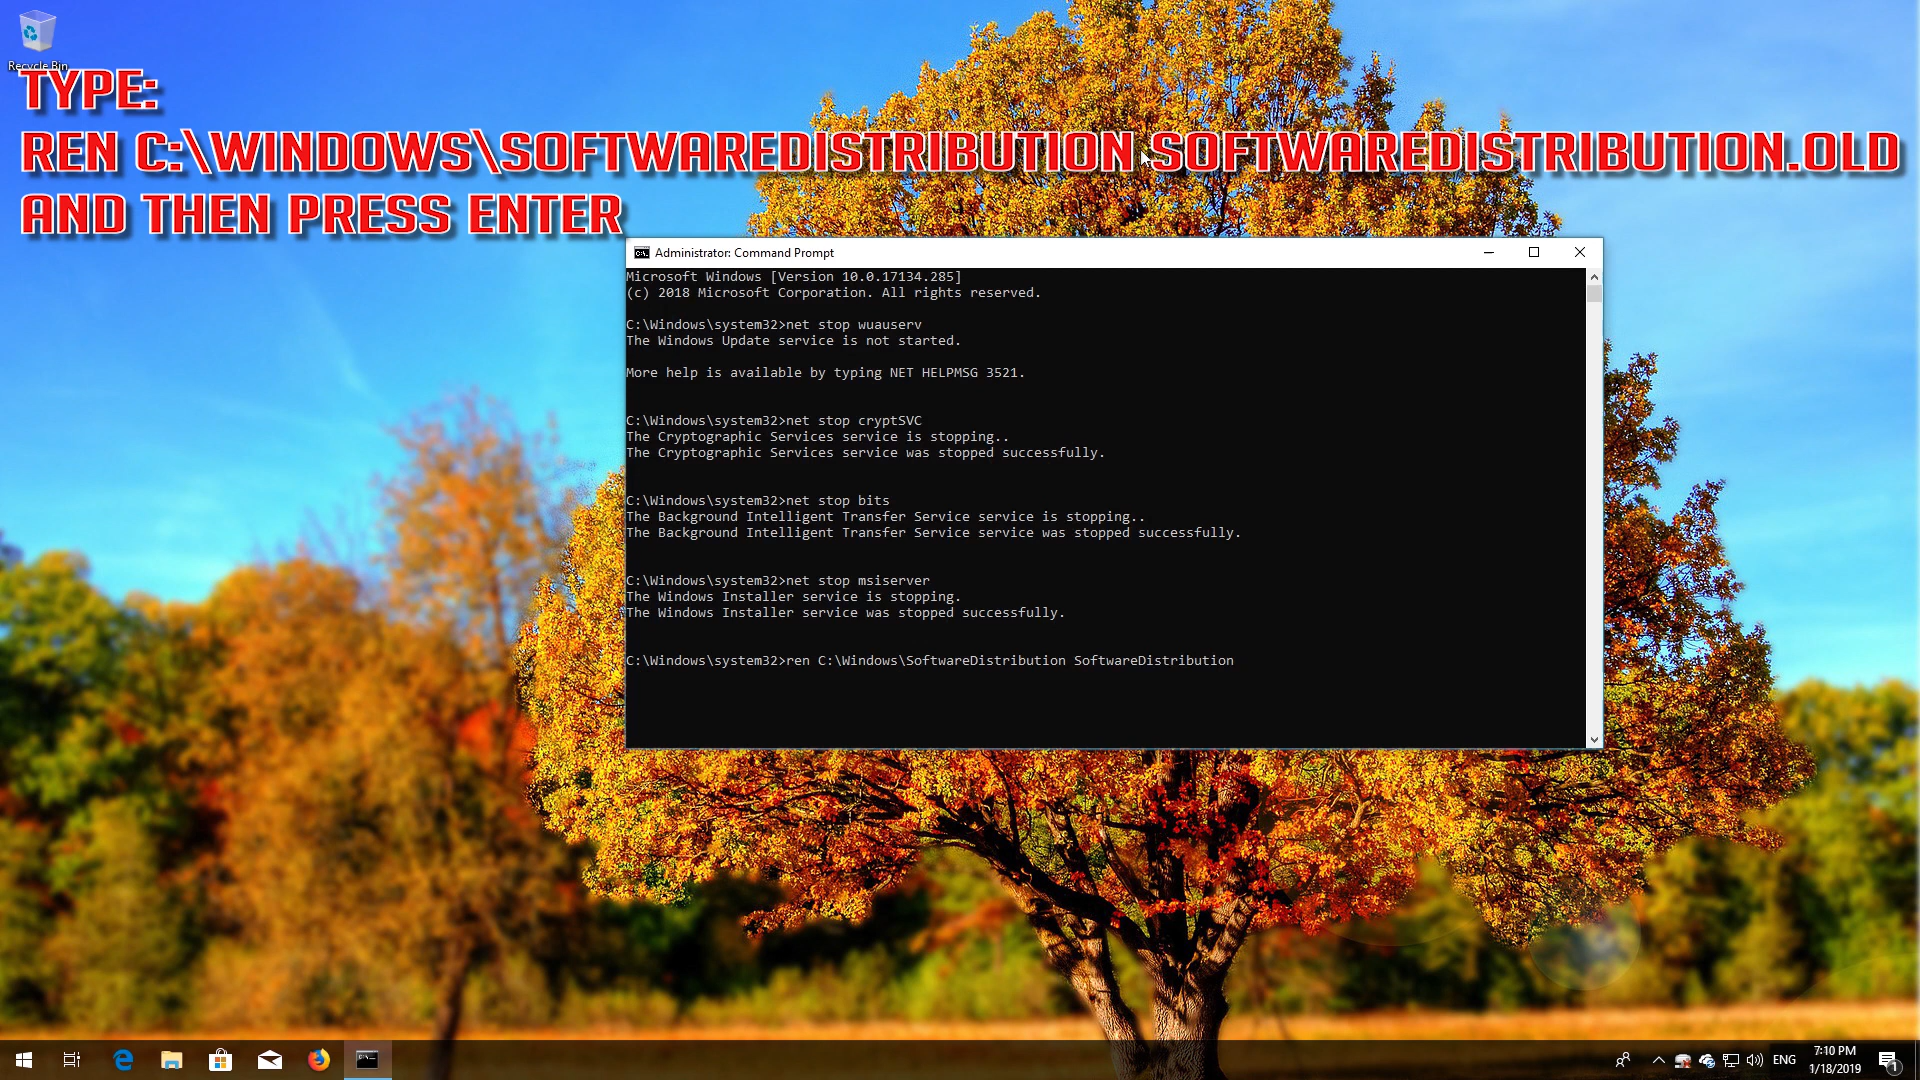 Recycle Bin
TYPE:
REN C:\WINDOWS\SOFTWAREDISTRIBUTION SOFTWAREDISTRIBUTION.OLD
AND THEN PRESS ENTER
Administrator: Command Prompt
Microsoft Windows [Version 10.0.17134.285]
(c) 2018 Microsoft Corporation. All rights reserved.
C:\Windows\system32>net stop wuauserv
The Windows Update service is not started.
More help is available by typing NET HELPMSG 3521.
C:\Windows\system32>net stop cryptSVC
The Cryptographic Services service is stopping..
The Cryptographic Services service was stopped successfully.
C:\Windows\system32>net stop bits
The Background Intelligent Transfer Service service is stopping..
The Background Intelligent Transfer Service service was stopped successfully.
C:\Windows\system32>net stop msiserver
The Windows Installer service is stopping.
The Windows Installer service was stopped successfully.
C:\Windows\system32>ren C:\Windows\SoftwareDistribution SoftwareDistribution
ENG
7:10 PM
1/18/2019
1